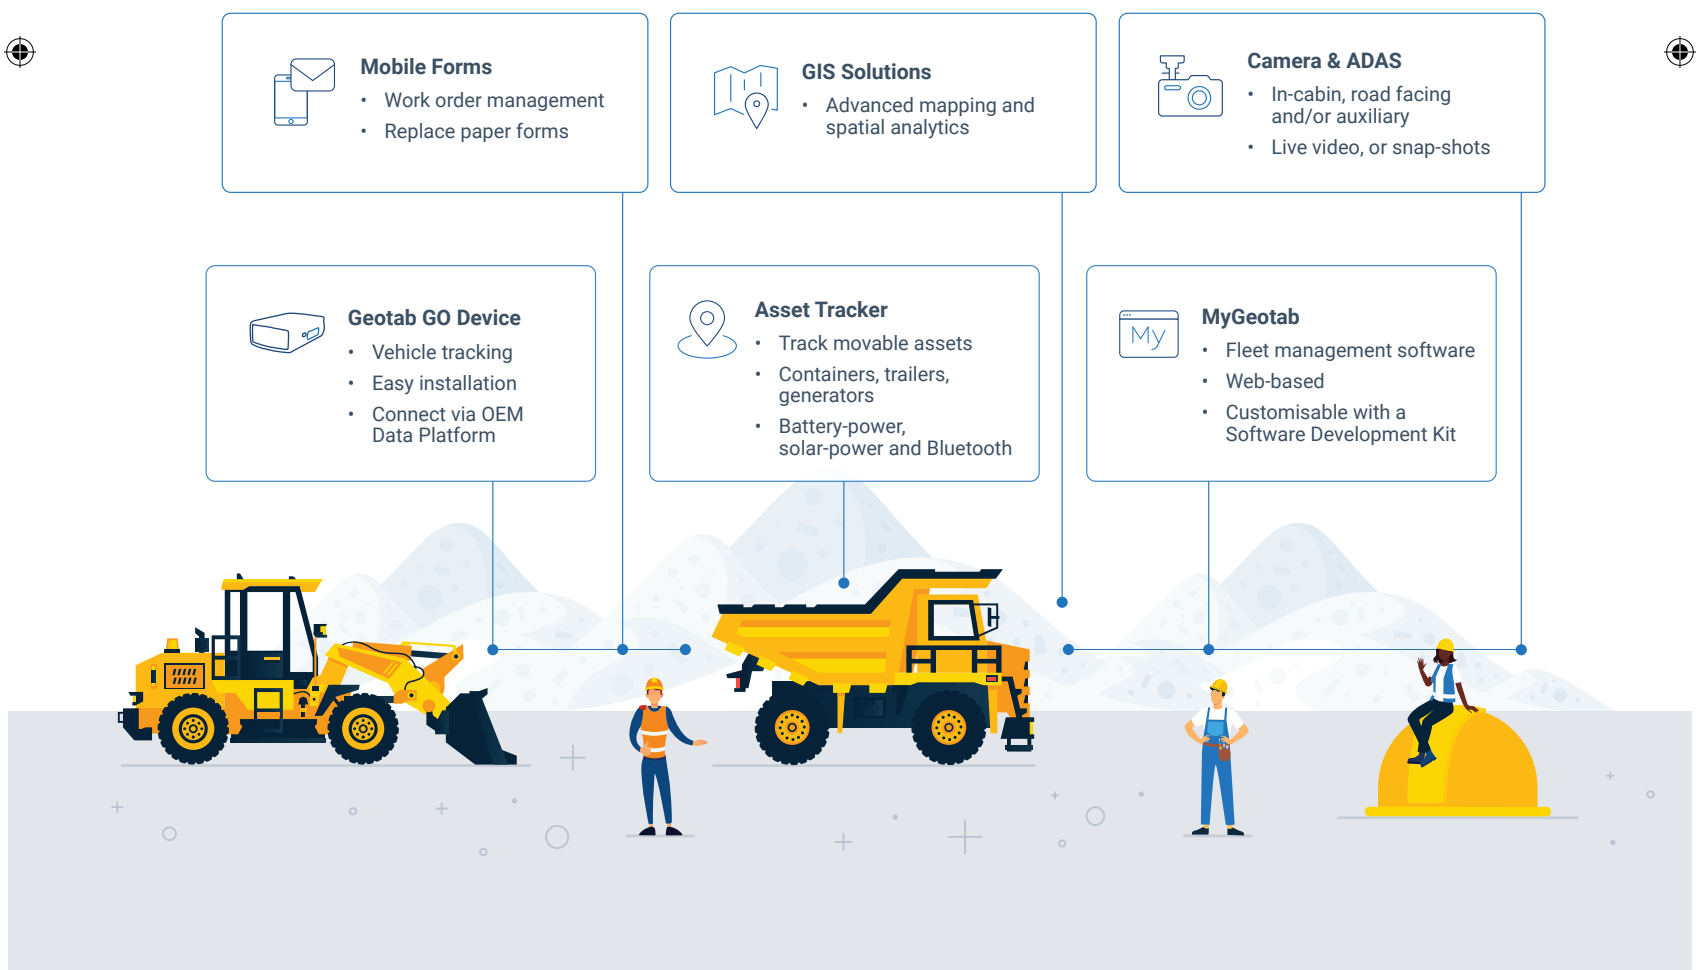 Mobile Forms
• Work order management
• Replace paper forms
GIS Solutions
• Advanced mapping and
spatial analytics
Camera & ADAS
• In-cabin, road facing
and/or auxiliary
• Live video, or snap-shots
Geotab GO Device
• Vehicle tracking
• Easy installation
• Connect via OEM
Data Platform
Asset Tracker
• Track movable assets
• Containers, trailers,
generators
• Battery-power,
solar-power and Bluetooth
My
MyGeotab
• Fleet management software
• Web-based
• Customisable with a
Software Development Kit